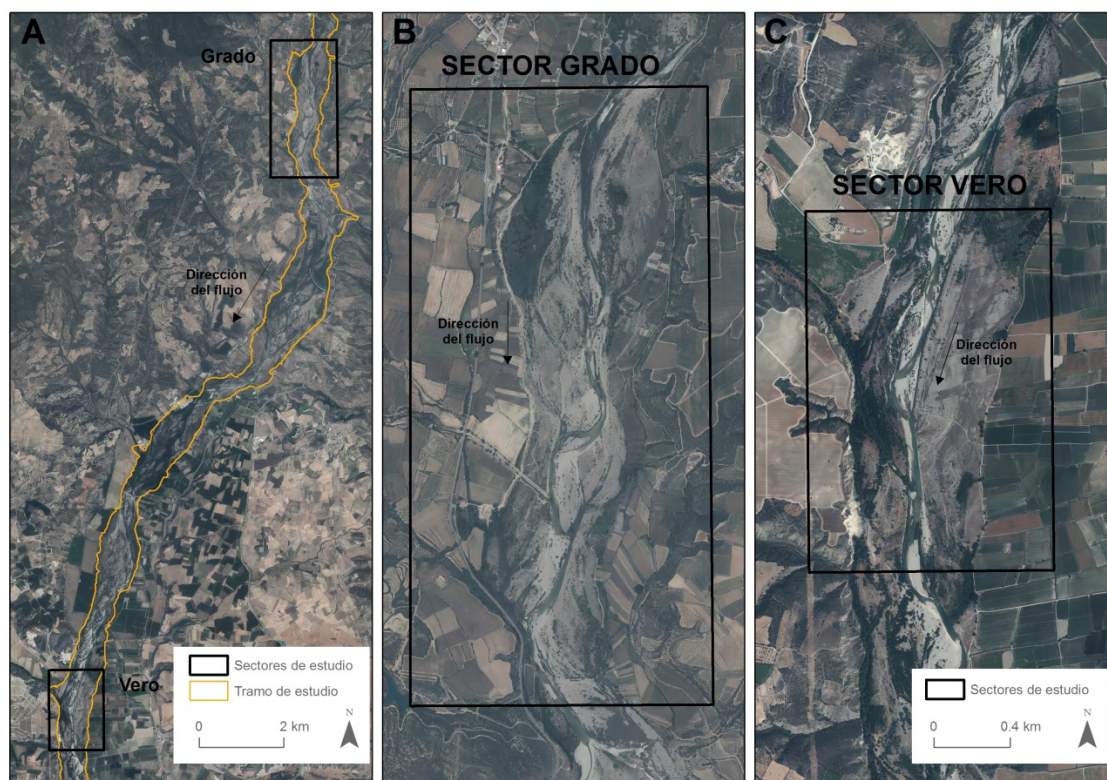 A
Grado
Dirección
del flujo
Vero
Sectores de estudio
Tramo de estudio
0
2 km
N
B
SECTOR GRADO
Dirección
del flujo
C
SECTOR VERO
Dirección
del flujo
Sectores de estudio
0
0.4 km
N